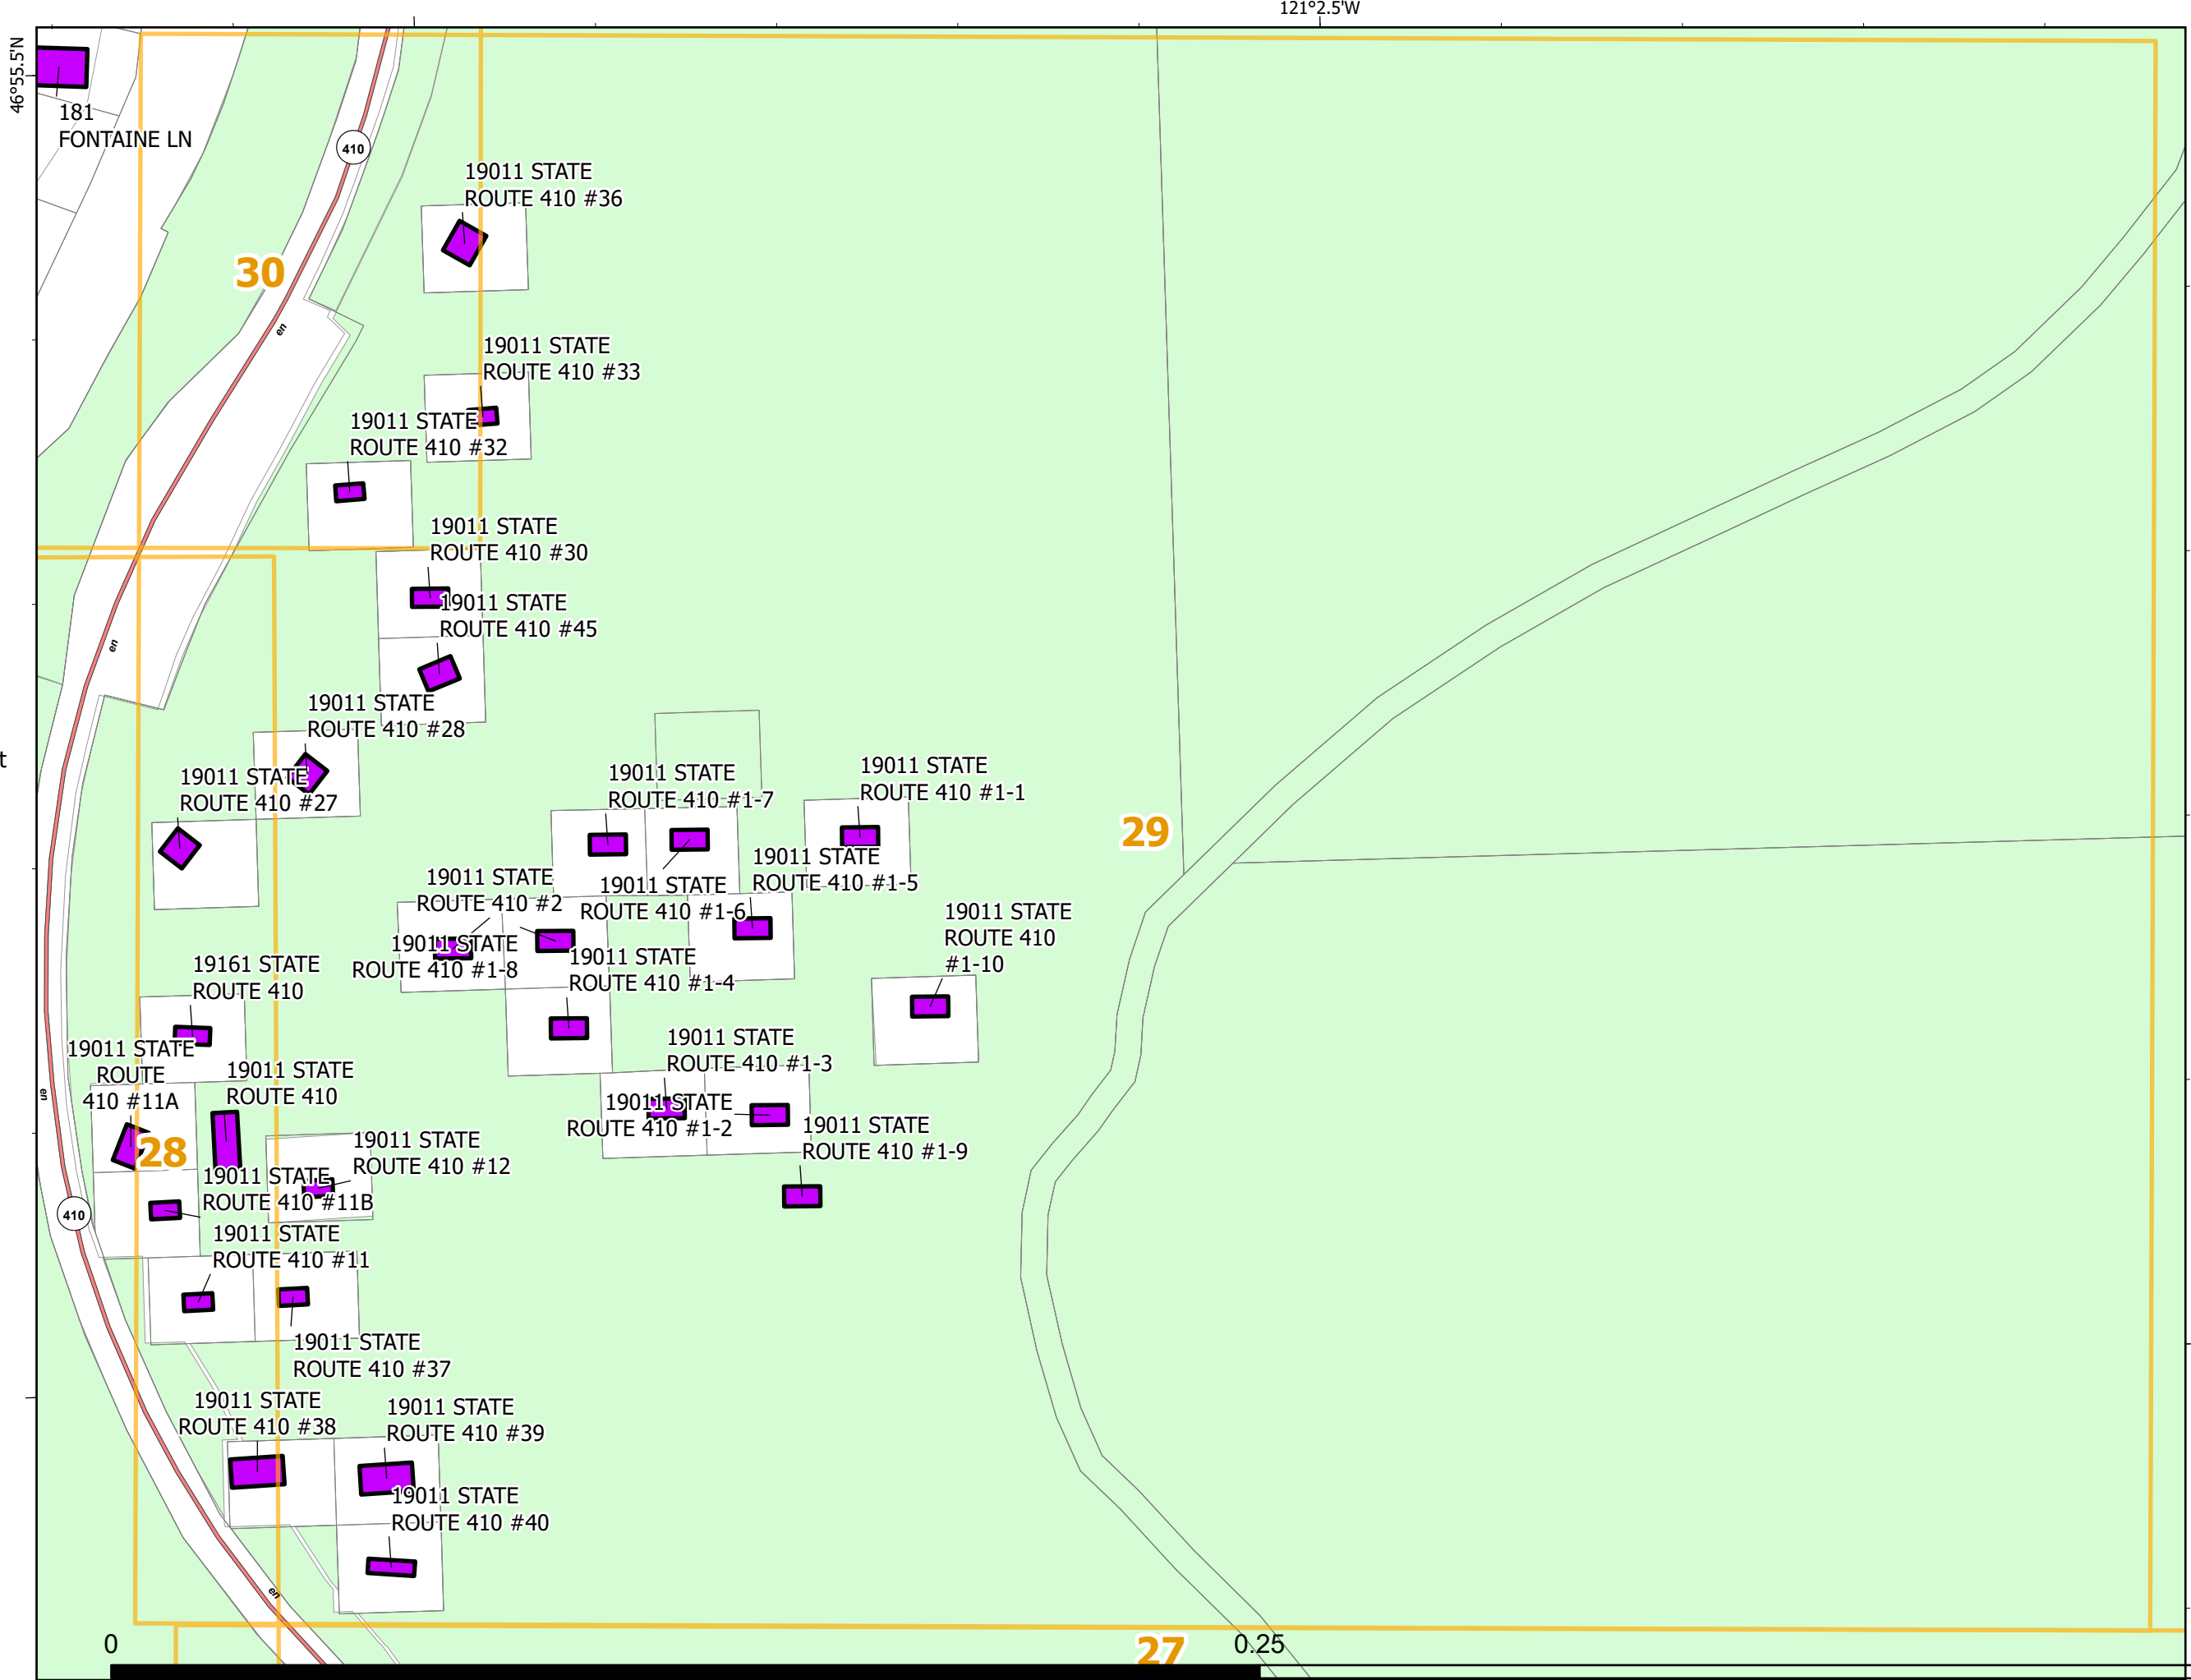 121°2.5'W
46°55.5'N
181
FONTAINE LN
410
19011 STATE
ROUTE 410 #36
30
en
19011 STATE
ROUTE 410 #33
19011 STATE
ROUTE 410 #32
19011 STATE
ROUTE 410 #30
19011 STATE
ROUTE 410 #45
en
19011 STATE
ROUTE 410 #28
t
19011 STATE
ROUTE 410 #27
19011 STATE
ROUTE 410 #1-7
19011 STATE
ROUTE 410 #1-1
29
19011 STATE
ROUTE 410 #1-5
19011 STATE
ROUTE 410 #2
19011 STATE
ROUTE 410 #1-6
19011 STATE
ROUTE 410
#1-10
19011 STATE
ROUTE 410 #1-8
19011 STATE
ROUTE 410 #1-4
19161 STATE
ROUTE 410
19011 STATE
ROUTE 410 #1-3
19011 STATE
ROUTE
410 #11A
19011 STATE
ROUTE 410
en
19011 STATE
ROUTE 410 #1-2
19011 STATE
ROUTE 410 #1-9
28
19011 STATE
ROUTE 410 #12
19011 STATE
ROUTE 410 #11B
410
19011 STATE
ROUTE 410 #11
19011 STATE
ROUTE 410 #37
19011 STATE
ROUTE 410 #38
19011 STATE
ROUTE 410 #39
19011 STATE
ROUTE 410 #40
en
0
27
0.25